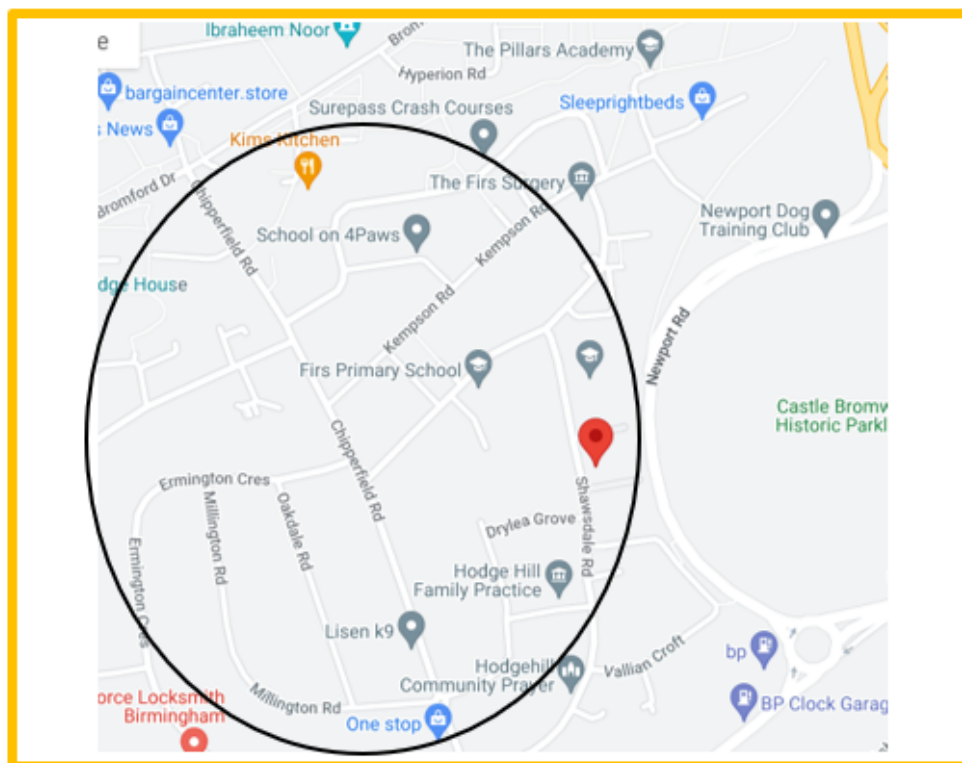 e
Ibraheem Noor
The Pillars Academy
Hyperion Rd
bargaincenter.store
Surepass Crash Courses
Sleeprightbeds
s News
Kims Kitchen
The Firs Surgery
Bromford Dr
Chipperfield Rd
School on 4Paws
Kempson Rd
Newport Dog
Training Club
dge House
Kempson Rd
Newport Rd
Firs Primary School
Castle Bromw
Historic Parkl
Chipperfield Rd
Ermington Cres
Millington Rd
Oakdale Rd
Shawsdale Rd
Drylea Grove
Ermington Cres
Hodge Hill
Family Practice
Lisen k9
Vallian Croft
bp
Hodgehill
Community Prayer
Millington Rd
orce Locksmith
Birmingham
One stop
BP Clock Garag